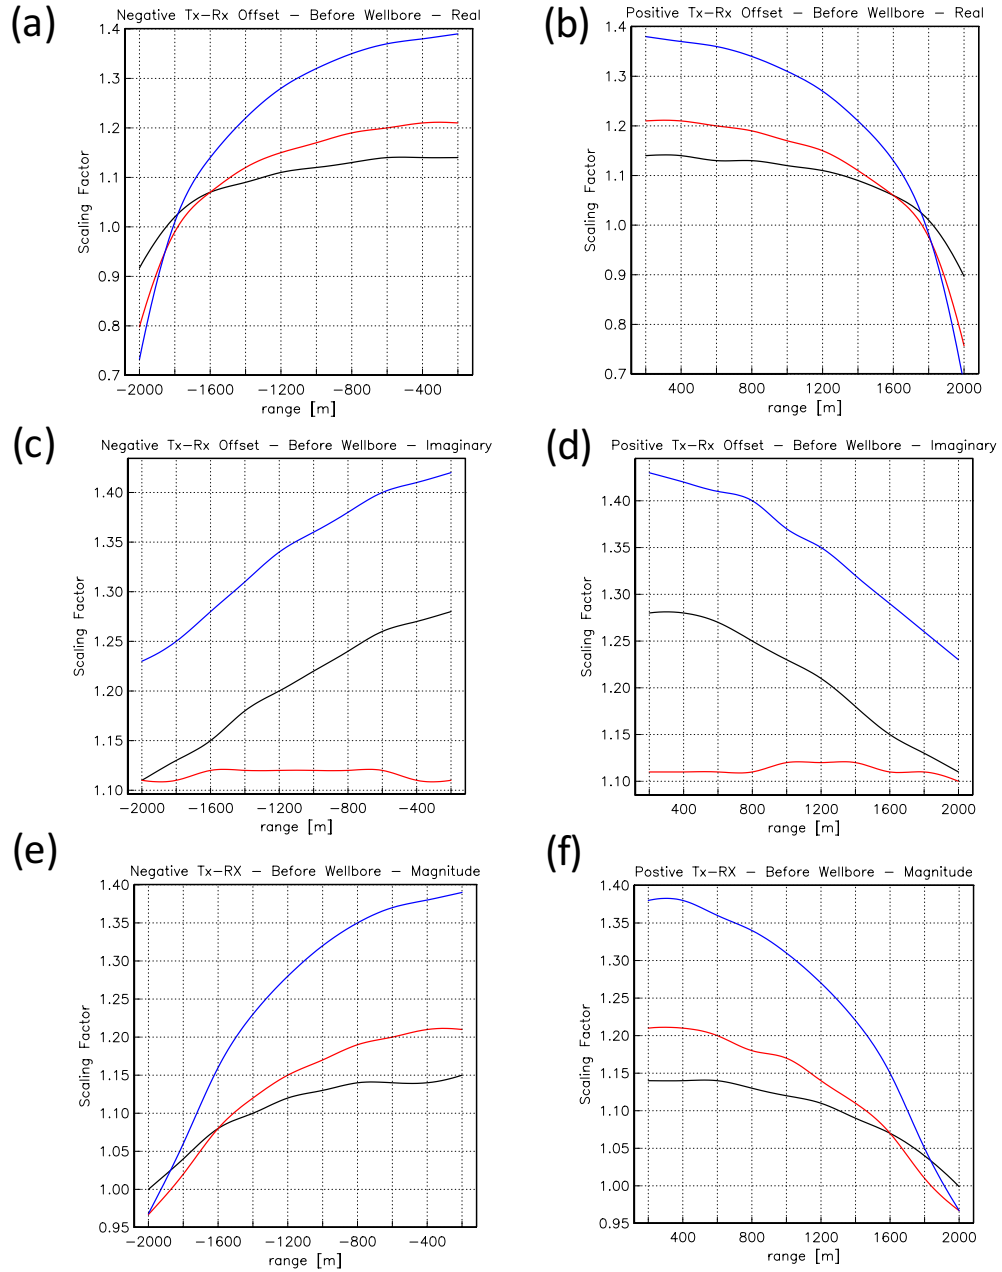 (a)
Negative Tx-Rx Offset - Before Wellbore - Real
1.4
1.3
1.2
1.1
1.0
0.9
0.8
0.7
Scaling Factor
-2000 -1600 -1200 -800 -400
range [m]
(b)
Positive Tx-Rx Offset - Before Wellbore - Real
1.4
1.3
1.2
1.1
1.0
0.9
0.8
0.7
Scaling Factor
400 800 1200 1600 2000
range [m]
(c)
Negative Tx-Rx Offset - Before Wellbore - Imaginary
1.40
1.35
1.30
1.25
1.20
1.15
1.10
Scaling Factor
-2000 -1600 -1200 -800 -400
range [m]
(d)
Positive Tx-Rx Offset - Before Wellbore - Imaginary
1.40
1.35
1.30
1.25
1.20
1.15
1.10
Scaling Factor
400 800 1200 1600 2000
range [m]
(e)
Negative Tx-RX - Before Wellbore - Magnitude
1.40
1.35
1.30
1.25
1.20
1.15
1.10
1.05
1.00
0.95
Scaling Factor
-2000 -1600 -1200 -800 -400
range [m]
(f)
Postive Tx-RX - Before Wellbore - Magnitude
1.40
1.35
1.30
1.25
1.20
1.15
1.10
1.05
1.00
0.95
Scaling Factor
400 800 1200 1600 2000
range [m]